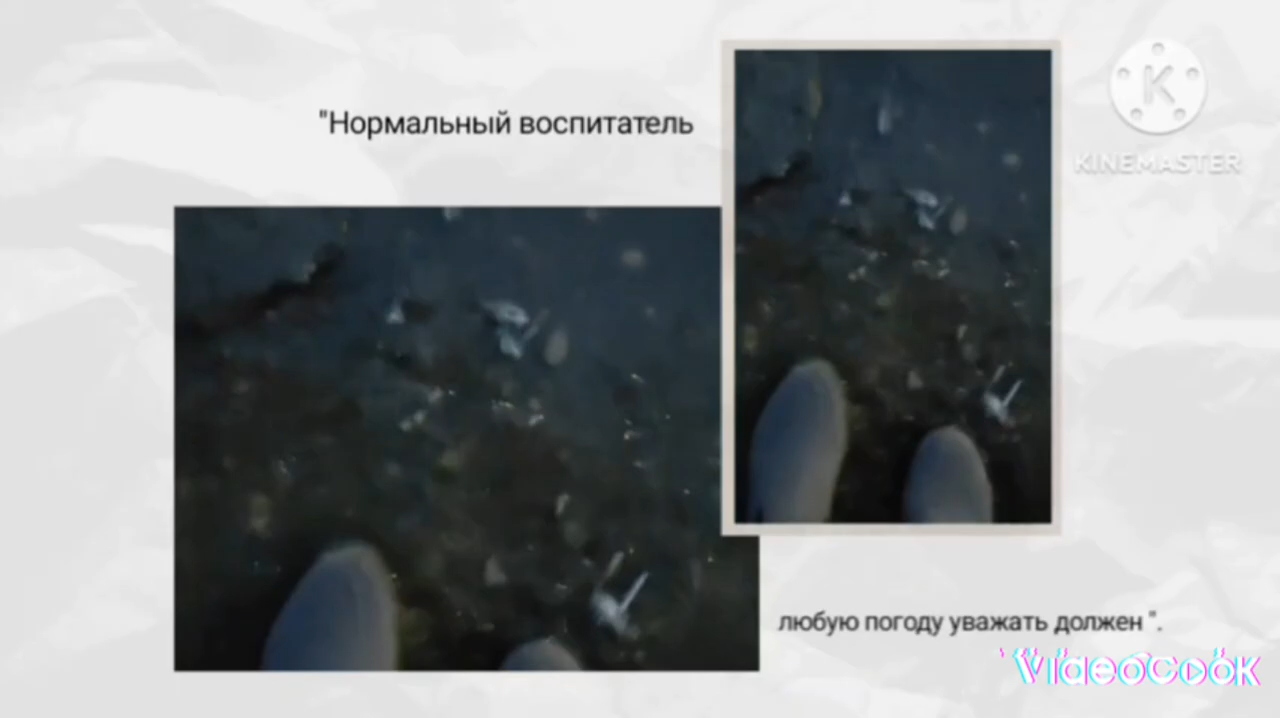 "Нормальный воспитатель
K
KINEMASTER
любую погоду уважать должен ".
VIDEOCOOK